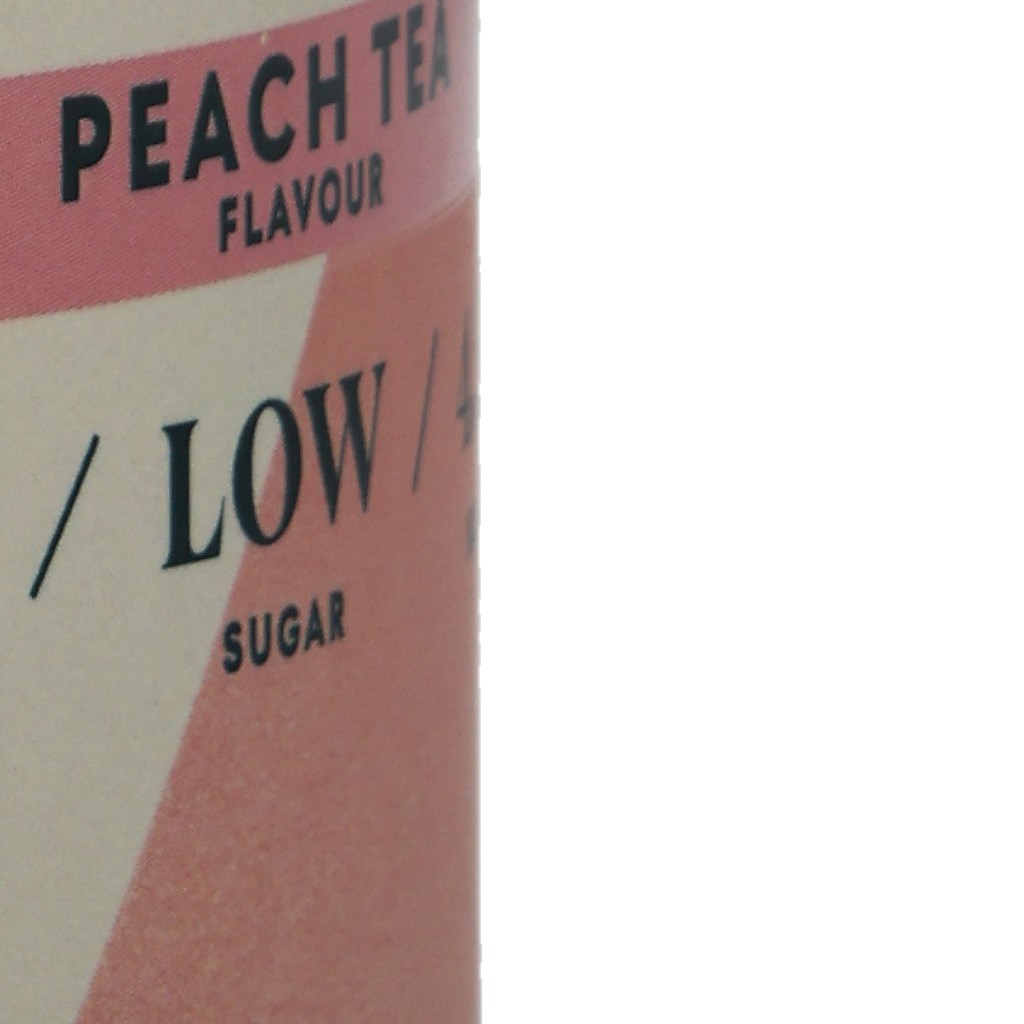 PEACH TEA
FLAVOUR
/ LOW /
SUGAR